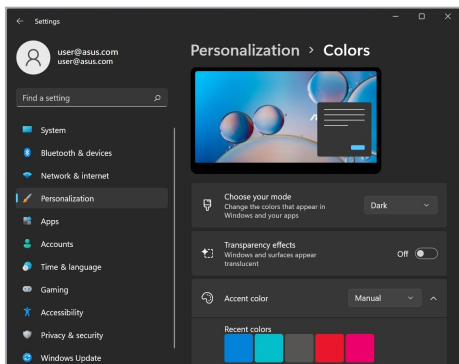 Settings
user@asus.com
user@asus.com
Find a setting
System
Bluetooth & devices
Network & internet
Personalization
Apps
Accounts
Time & language
Gaming
Accessibility
Privacy & security
Windows Update
Personalization > Colors
Choose your mode
Change the colors that appear in
Windows and your apps
Dark
Transparency effects
Windows and surfaces appear
translucent
Off
Accent color
Manual
Recent colors